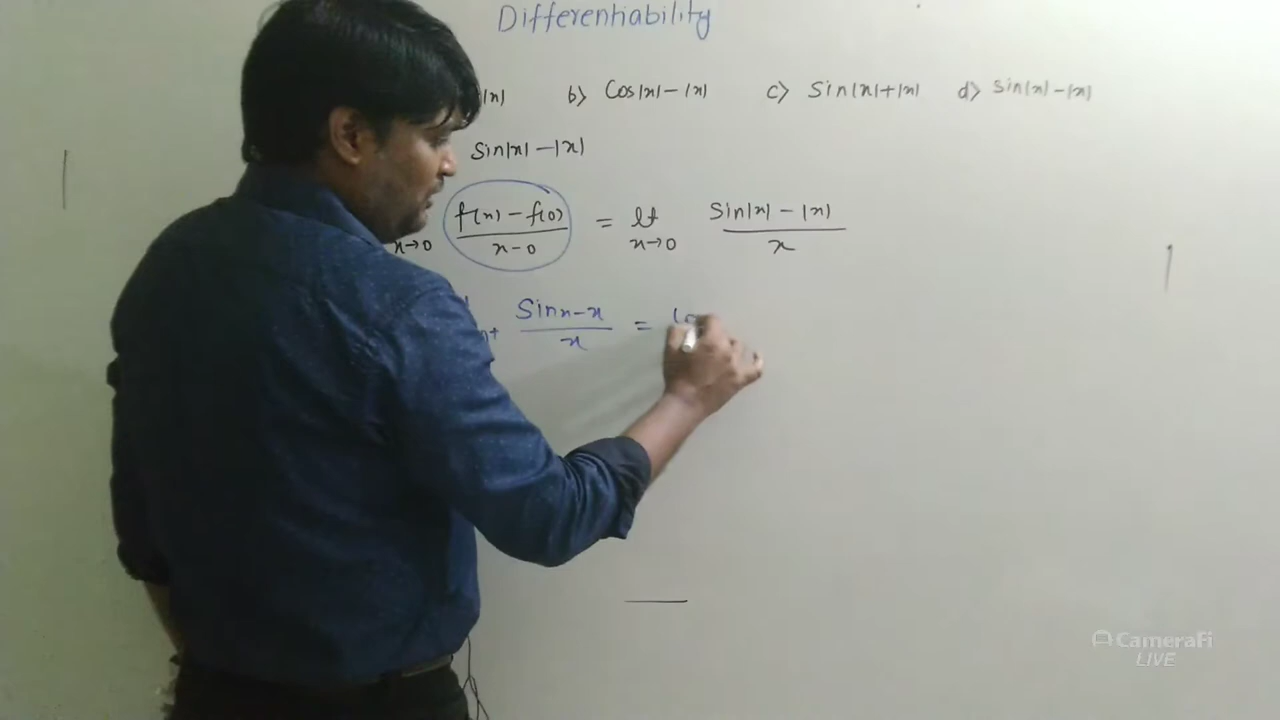 Differentiability
|x| b) Cos|x|-|x| c) Sin|x|+|x| d) Sin|x|-|x|
Sin|x|-|x|
x→0 f(x)-f(0)/x-0 = lt x→0 Sin|x|-|x|/x
Sinx-x/x =
CameraFi
LIVE